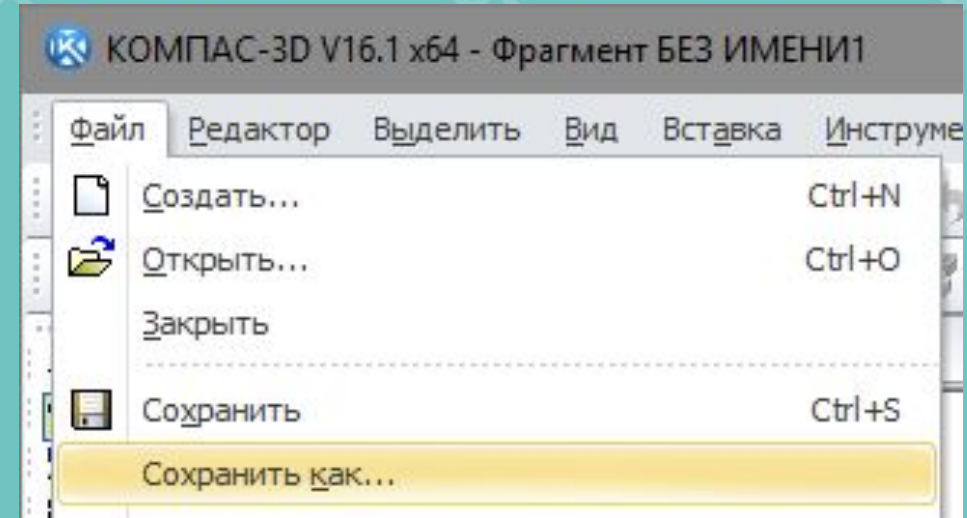 КОМПАС-3D V16.1 x64 - Фрагмент БЕЗ ИМЕНИ1
Файл Редактор Выделить Вид Вставка Инструме
Создать... Ctrl+N
Открыть... Ctrl+O
Закрыть
Сохранить Ctrl+S
Сохранить как...